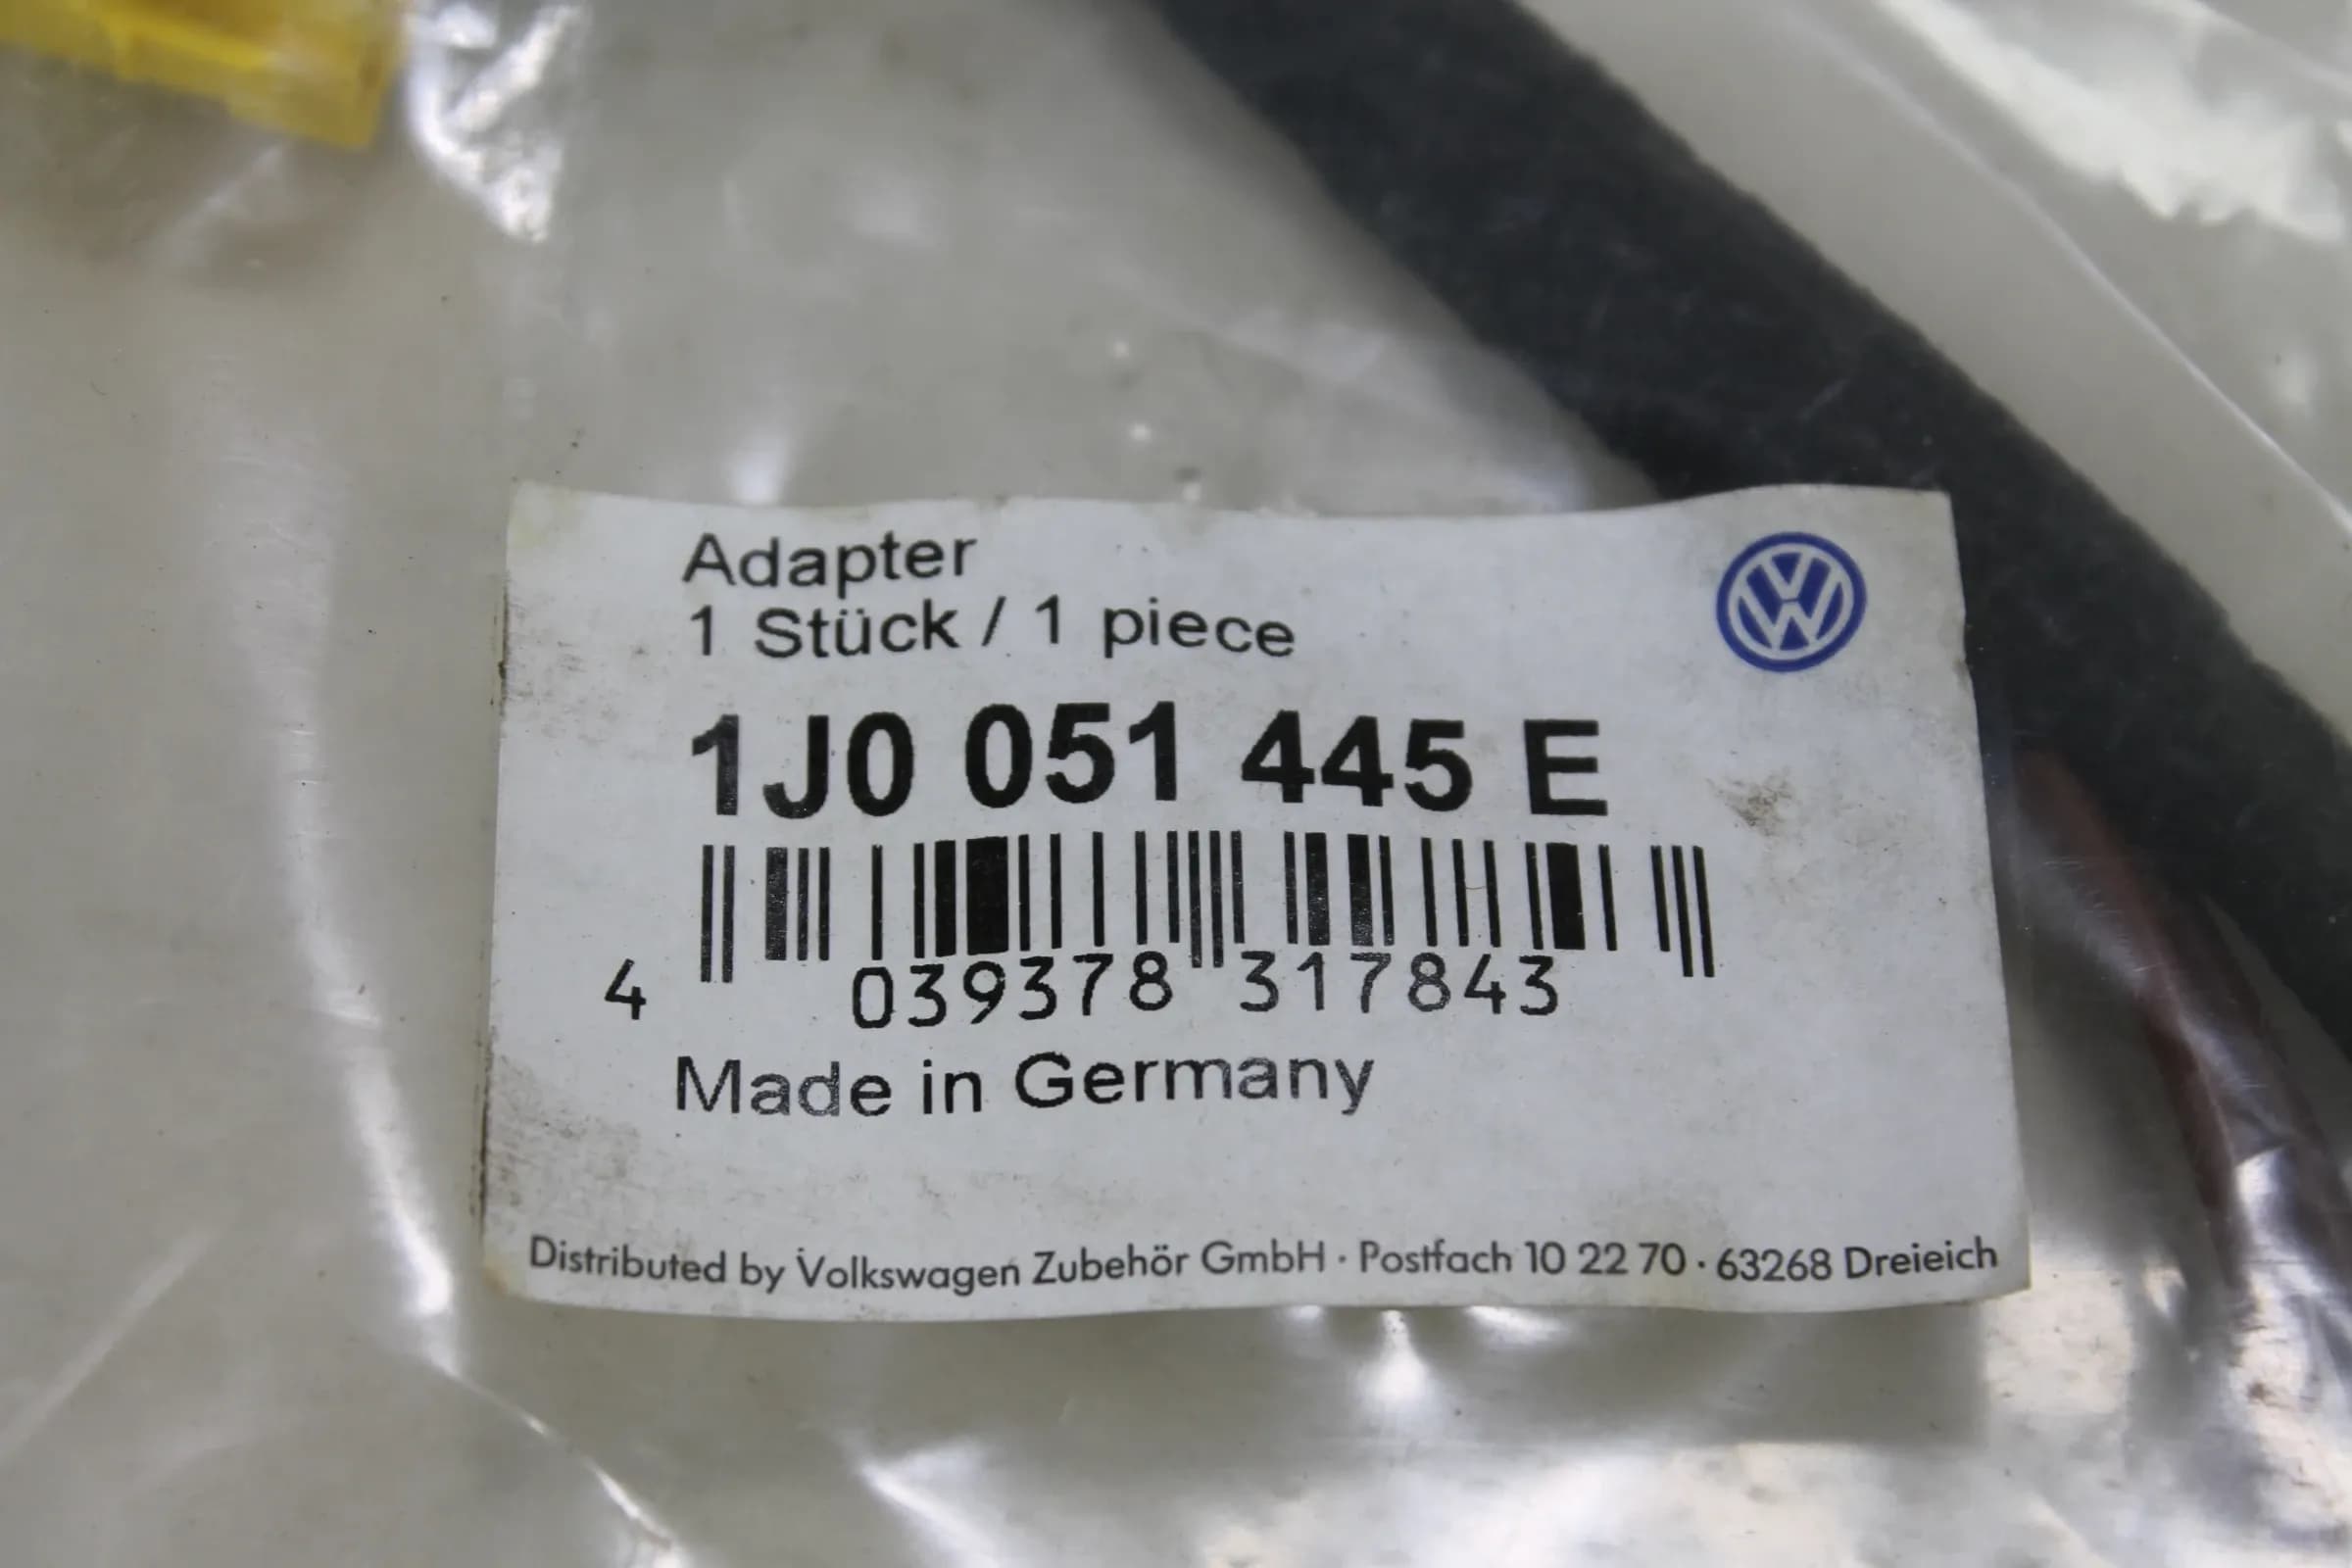 Adapter
1 Stück / 1 piece
1J0 051 445 E
4 039378 317843
Made in Germany
Distributed by Volkswagen Zubehör GmbH · Postfach 10 22 70 · 63268 Dreieich